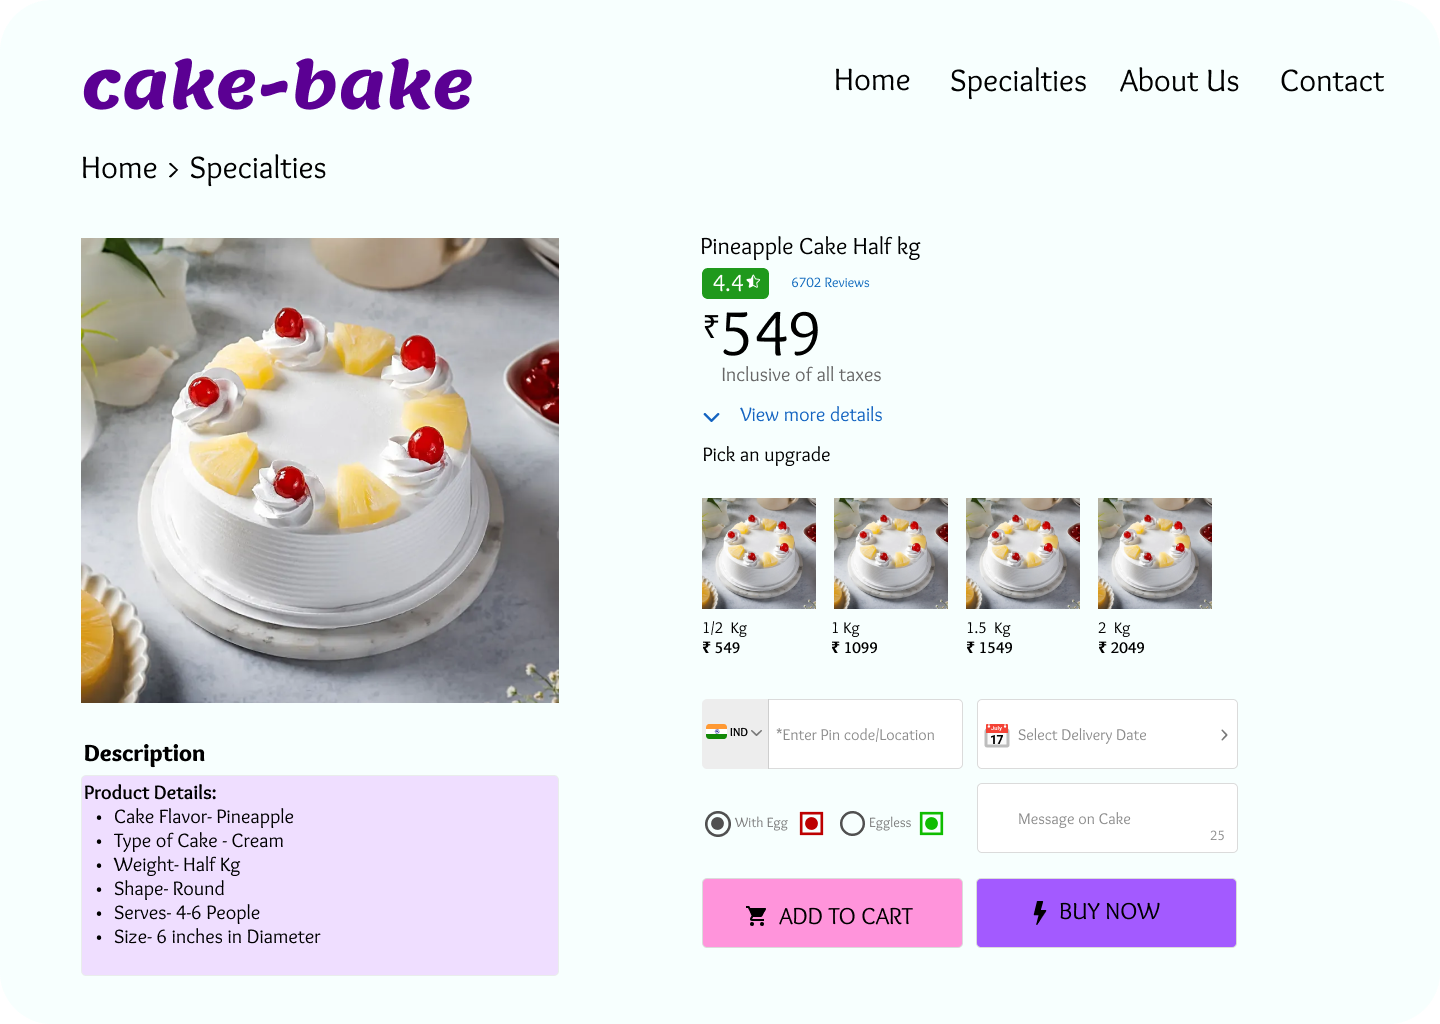 cake-bake
Home Specialties About Us Contact
Home > Specialties
Pineapple Cake Half kg
4.4 6702 Reviews
₹549
Inclusive of all taxes
View more details
Pick an upgrade
1/2 Kg
₹ 549
1 Kg
₹ 1099
1.5 Kg
₹ 1549
2 Kg
₹ 2049
IND *Enter Pin code/Location
July
17
Select Delivery Date
With Egg
Eggless
Message on Cake
25
ADD TO CART
BUY NOW
Description
Product Details:
• Cake Flavor- Pineapple
• Type of Cake - Cream
• Weight- Half Kg
• Shape- Round
• Serves- 4-6 People
• Size- 6 inches in Diameter